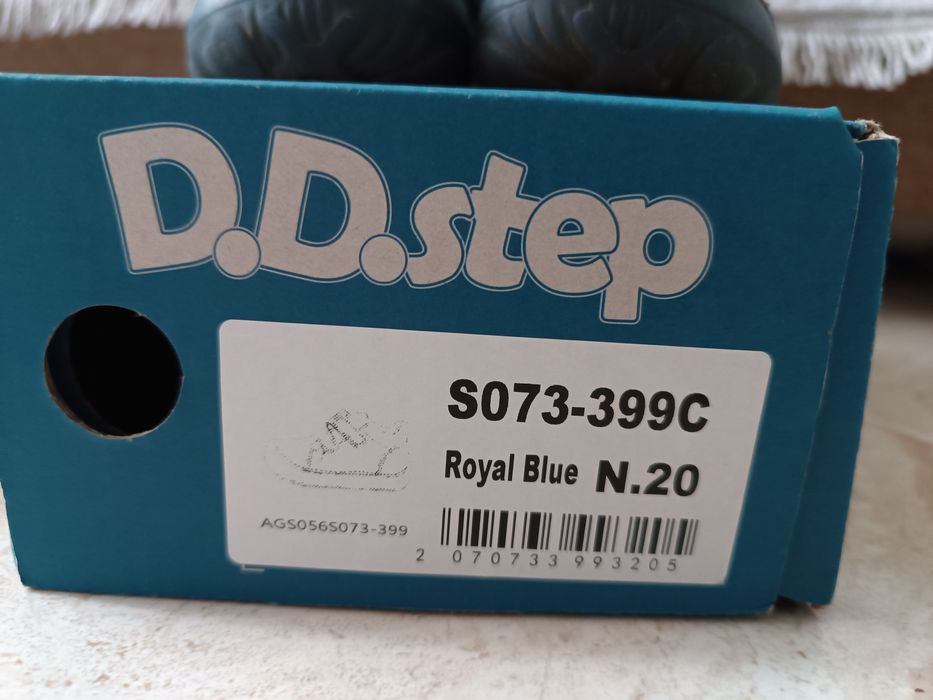 D.D.step
S073-399C
Royal Blue N.20
AGS056S073-399
2 070733 993205